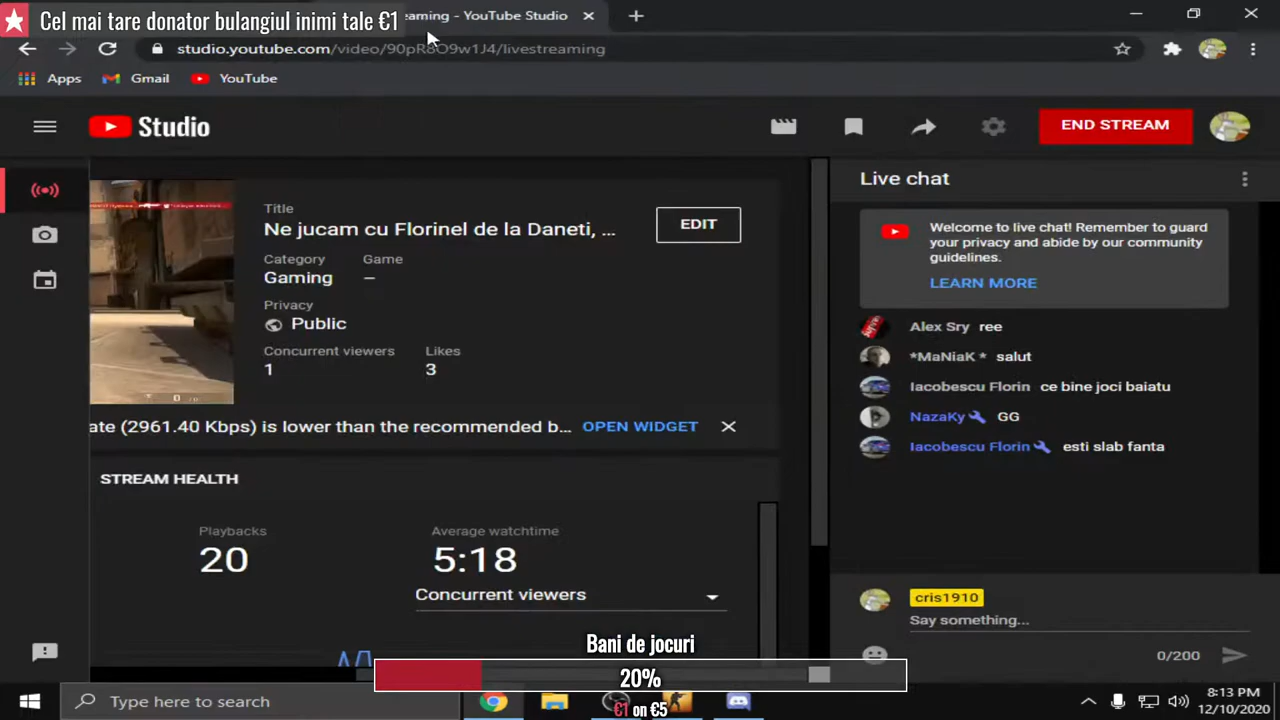 Cel mai tare donator bulangiul inimi tale €1
eaming - YouTube Studio
studio.youtube.com/video/90pR8O9w1J4/livestreaming
Apps Gmail YouTube
Studio
END STREAM
Title
Ne jucam cu Florinel de la Daneti, ...
EDIT
Category Game
Gaming –
Privacy
Public
Concurrent viewers Likes
1 3
ate (2961.40 Kbps) is lower than the recommended b... OPEN WIDGET
STREAM HEALTH
Playbacks Average watchtime
20 5:18
Concurrent viewers
Live chat
Welcome to live chat! Remember to guard
your privacy and abide by our community
guidelines.
LEARN MORE
Alex Sry ree
*MaNiaK * salut
Iacobescu Florin ce bine joci baiatu
NazaKy GG
Iacobescu Florin esti slab fanta
cris1910
Say something...
0/200
Bani de jocuri
20%
€1 on €5
Type here to search
8:13 PM
12/10/2020